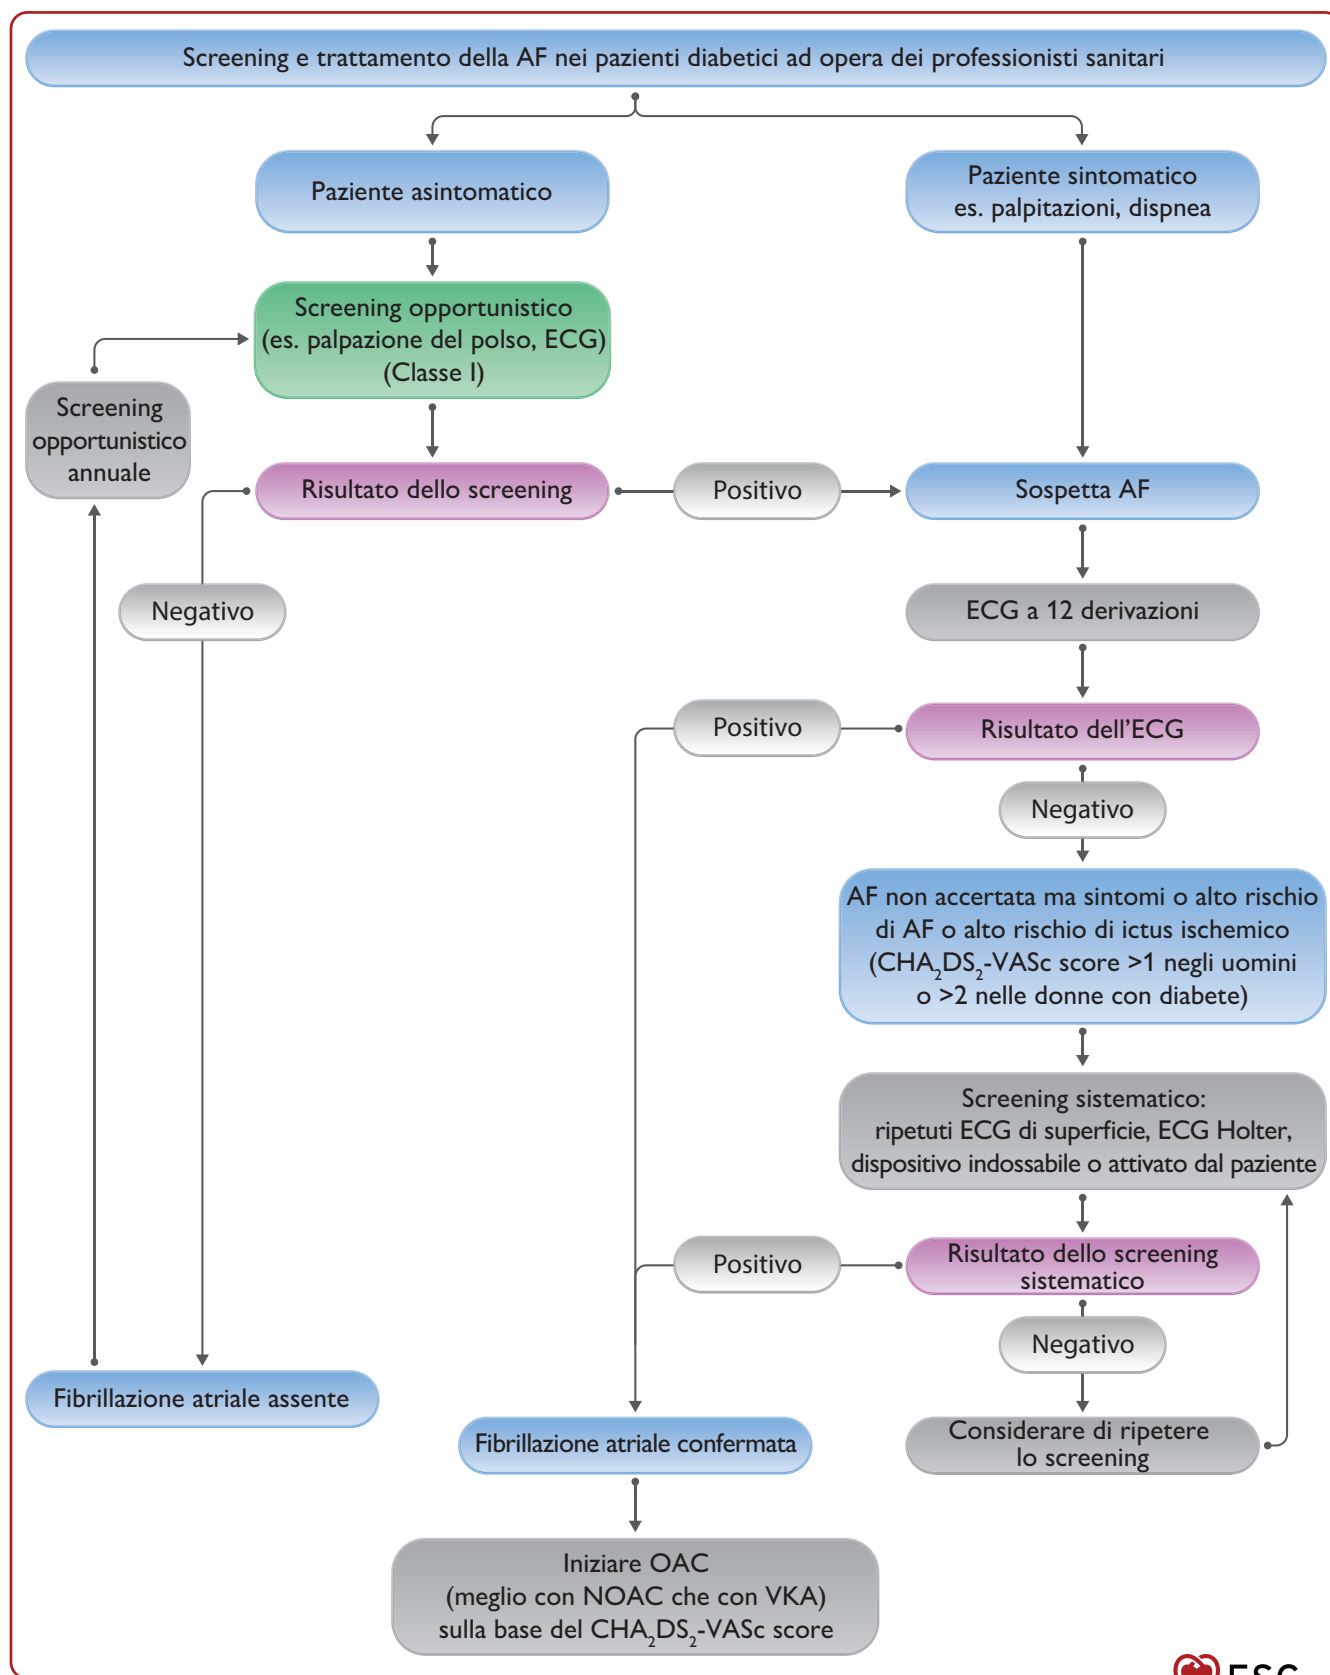 Screening e trattamento della AF nei pazienti diabetici ad opera dei professionisti sanitari
Paziente asintomatico
Paziente sintomatico
es. palpitazioni, dispnea
Screening opportunistico
(es. palpazione del polso, ECG)
(Classe I)
Screening
opportunistico
annuale
Risultato dello screening
Positivo
Sospetta AF
Negativo
ECG a 12 derivazioni
Positivo
Risultato dell’ECG
Negativo
AF non accertata ma sintomi o alto rischio
di AF o alto rischio di ictus ischemico
(CHA₂DS₂-VASc score >1 negli uomini
o >2 nelle donne con diabete)
Screening sistematico:
ripetuti ECG di superficie, ECG Holter,
dispositivo indossabile o attivato dal paziente
Positivo
Risultato dello screening
sistematico
Negativo
Fibrillazione atriale assente
Fibrillazione atriale confermata
Considerare di ripetere
lo screening
Iniziare OAC
(meglio con NOAC che con VKA)
sulla base del CHA₂DS₂-VASc score
ESC